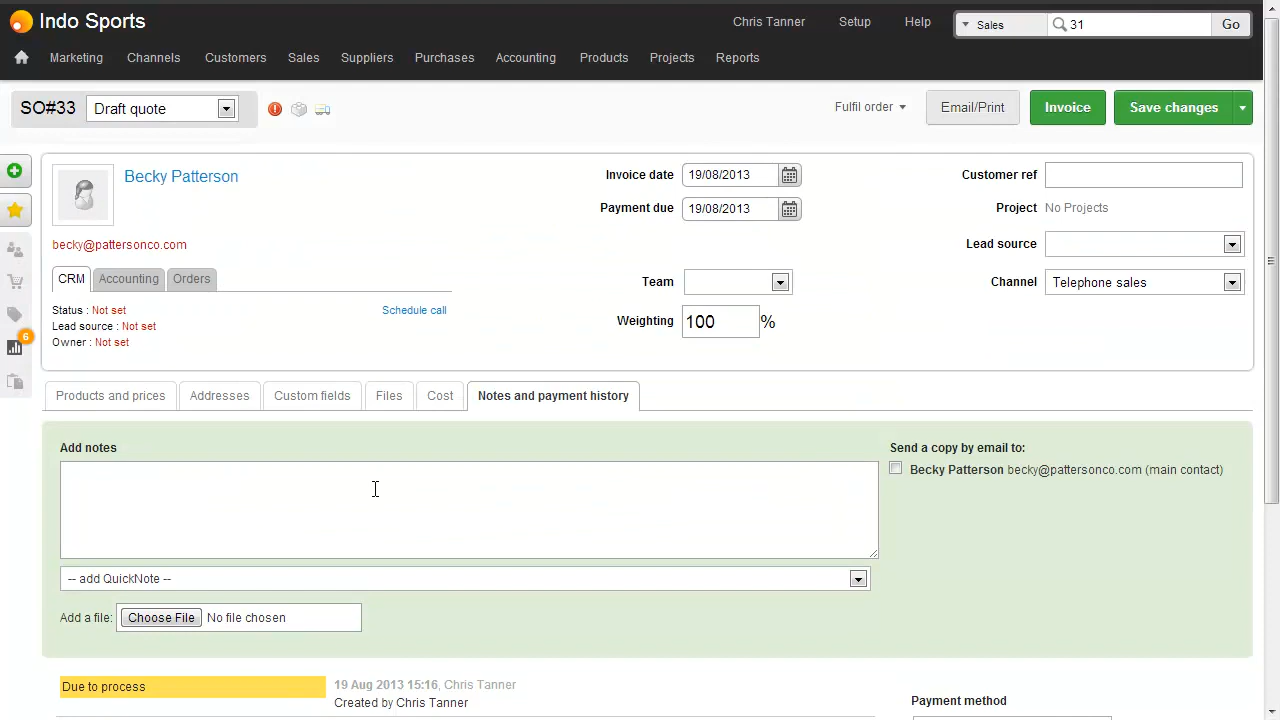 Indo Sports
Chris Tanner Setup Help Sales 31 Go
Marketing Channels Customers Sales Suppliers Purchases Accounting Products Projects Reports
SO#33 Draft quote Fulfil order Email/Print Invoice Save changes
Becky Patterson
Invoice date 19/08/2013
Customer ref
Payment due 19/08/2013
Project No Projects
becky@pattersonco.com
Lead source
CRM Accounting Orders
Team
Channel Telephone sales
Status : Not set Schedule call
Lead source : Not set
Weighting 100 %
Owner : Not set
6
Products and prices Addresses Custom fields Files Cost Notes and payment history
Add notes
Send a copy by email to:
Becky Patterson becky@pattersonco.com (main contact)
-- add QuickNote --
Add a file: Choose File No file chosen
Due to process 19 Aug 2013 15:16, Chris Tanner
Created by Chris Tanner
Payment method